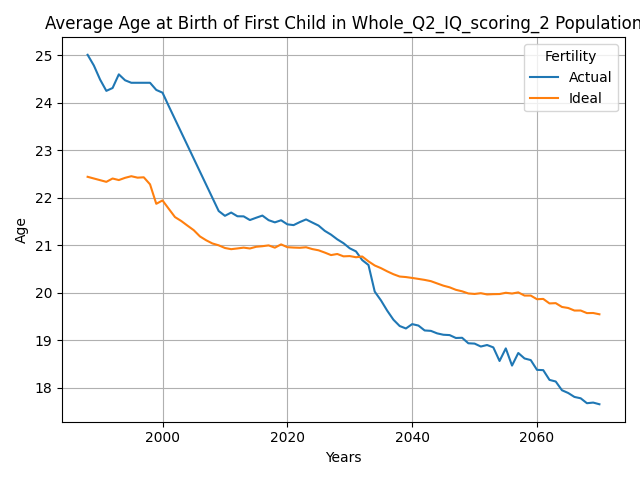 Average Age at Birth of First Child in Whole_Q2_IQ_scoring_2 Population
Fertility
Actual
Ideal
Age
25
24
23
22
21
20
19
18
2000
2020
2040
2060
Years